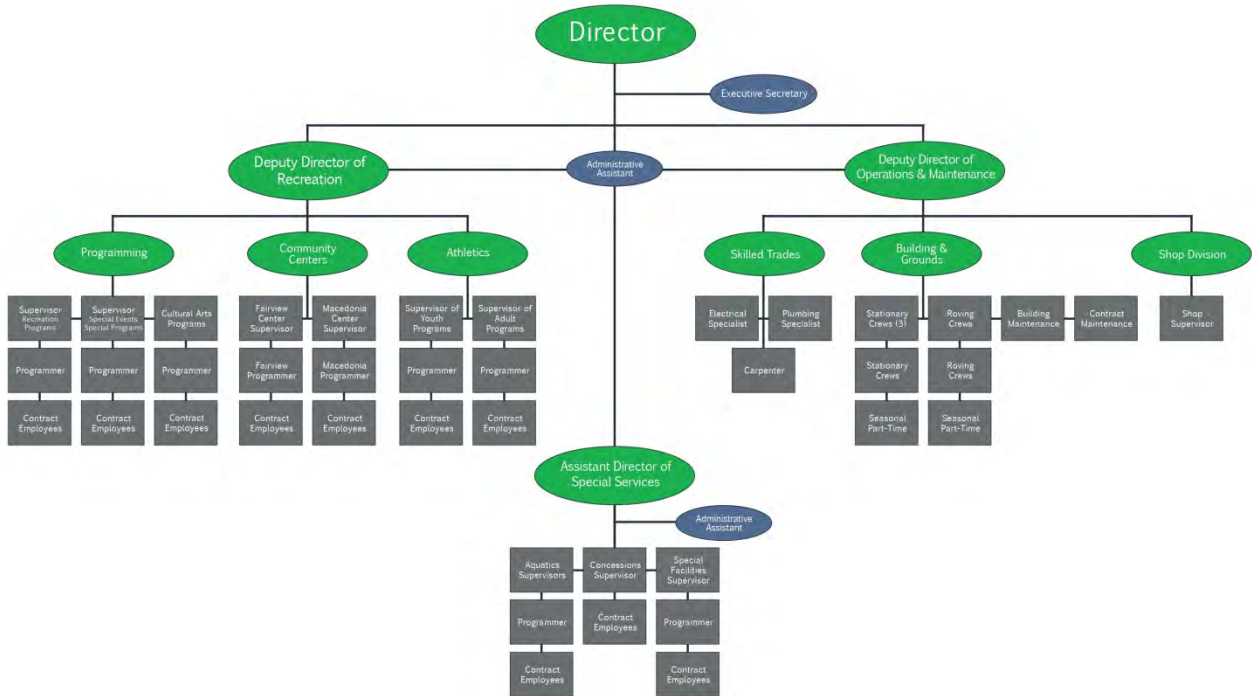 Director
Executive Secretary
Deputy Director of
Recreation
Administrative
Assistant
Deputy Director of
Operations & Maintenance
Programming
Community
Centers
Athletics
Skilled Trades
Building &
Grounds
Shop Division
Supervisor
Recreation
Programs
Supervisor
Special Events
Special Programs
Cultural Arts
Programs
Fairview
Center
Supervisor
Macedonia
Center
Supervisor
Supervisor of
Youth
Programs
Supervisor of
Adult
Programs
Electrical
Specialist
Plumbing
Specialist
Stationary
Crews (3)
Roving
Crews
Building
Maintenance
Contract
Maintenance
Shop
Supervisor
Programmer
Programmer
Programmer
Fairview
Programmer
Macedonia
Programmer
Programmer
Programmer
Carpenter
Stationary
Crews
Roving
Crews
Contract
Employees
Contract
Employees
Contract
Employees
Contract
Employees
Contract
Employees
Contract
Employees
Contract
Employees
Seasonal
Part-Time
Seasonal
Part-Time
Assistant Director of
Special Services
Administrative
Assistant
Aquatics
Supervisors
Concessions
Supervisor
Special
Facilities
Supervisor
Programmer
Contract
Employees
Programmer
Contract
Employees
Contract
Employees